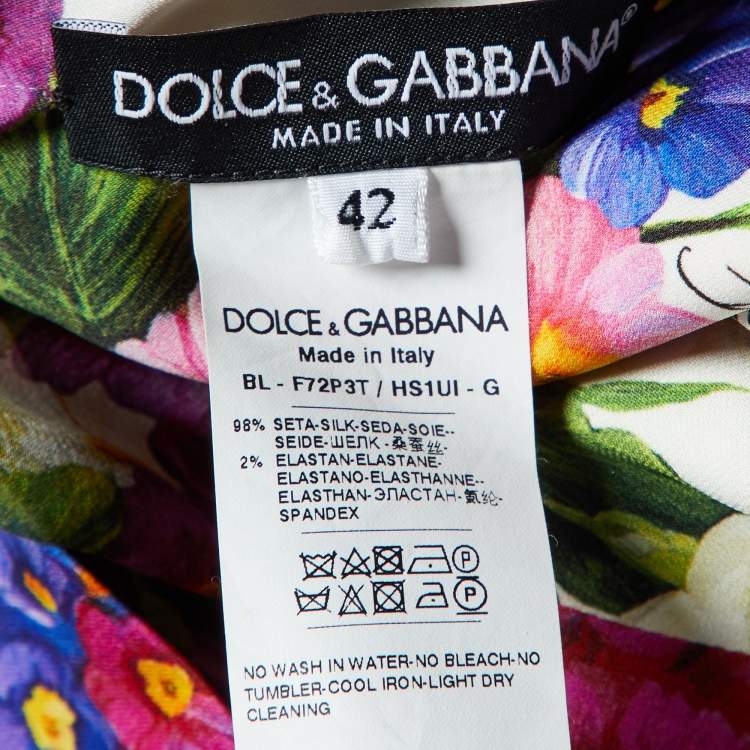 DOLCE & GABBANA®
MADE IN ITALY
42
DOLCE & GABBANA
Made in Italy
BL - F72P3T / HS1UI - G
98% SETA-SILK-SEDA-SOIE--
SEIDE-ШЕЛК -桑蚕丝-
2% ELASTAN-ELASTANE-
ELASTANO-ELASTHANNE--
ELASTHAN-ЭЛАСТАН-氨纶-
SPANDEX
P
P
NO WASH IN WATER-NO BLEACH-NO
TUMBLER-COOL IRON-LIGHT DRY
CLEANING